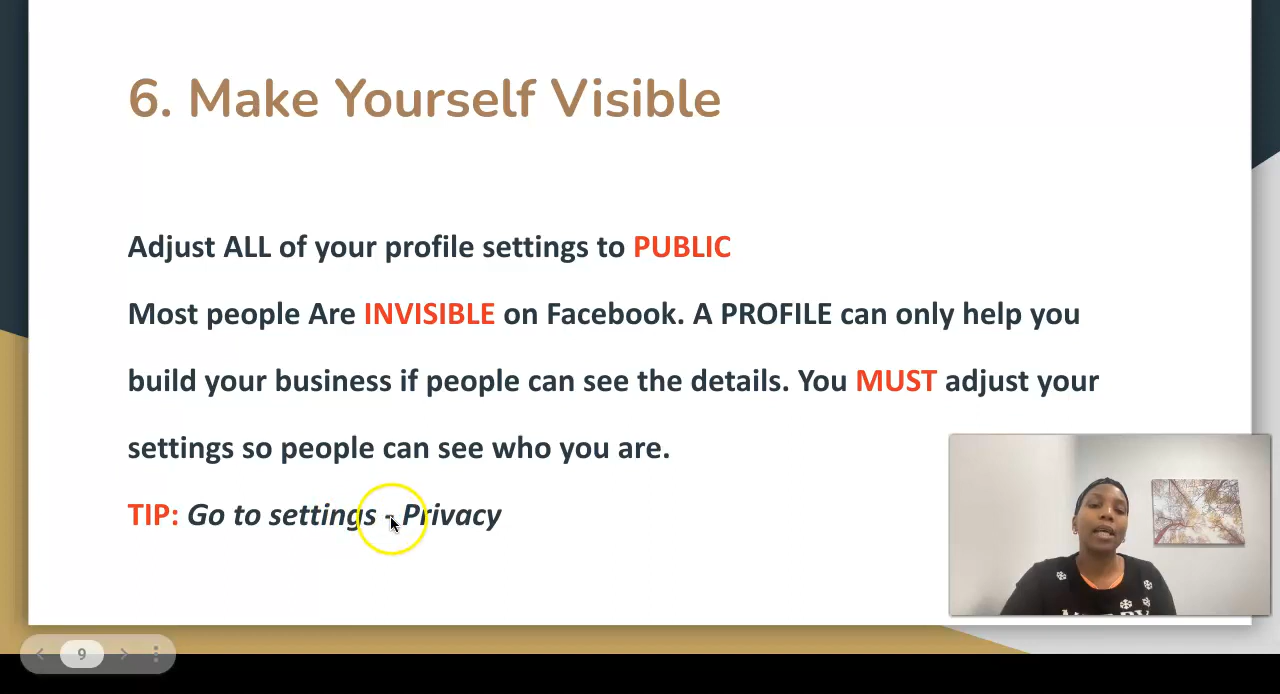 6. Make Yourself Visible
Adjust ALL of your profile settings to PUBLIC
Most people Are INVISIBLE on Facebook. A PROFILE can only help you
build your business if people can see the details. You MUST adjust your
settings so people can see who you are.
TIP: Go to settings - Privacy
9